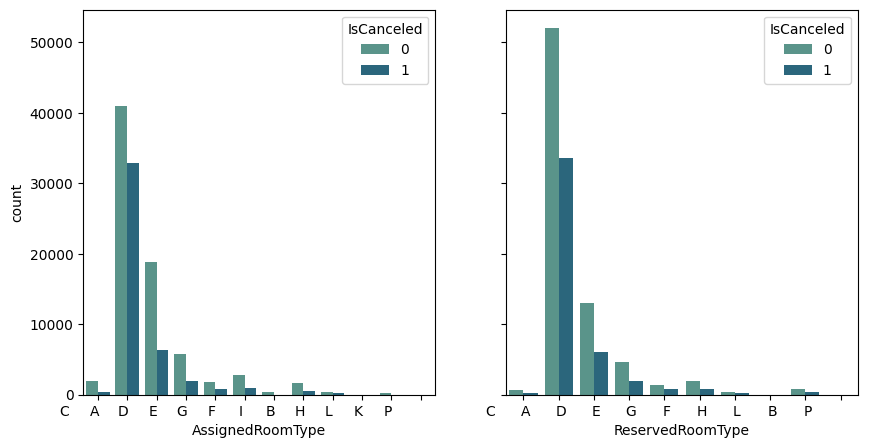 IsCanceled
0
1
IsCanceled
0
1
50000
40000
30000
20000
10000
0
count
C A D E G F I B H L K P
AssignedRoomType
C A D E G F H L B P
ReservedRoomType